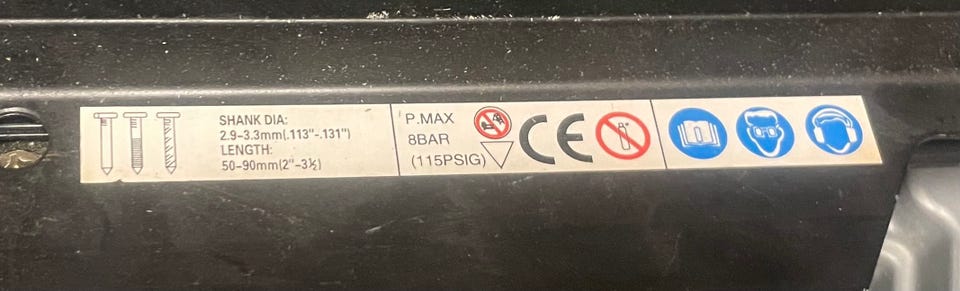 SHANK DIA:
2.9-3.3mm(.113"-.131")
LENGTH:
50-90mm(2"-3½)
P.MAX
8BAR
(115PSIG)
CE